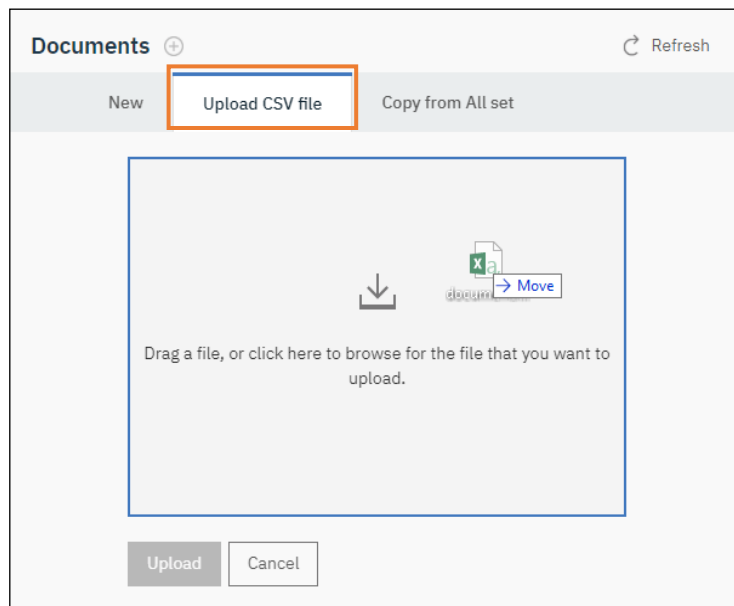 Documents
Refresh
New
Upload CSV file
Copy from All set
X a,
Move
Drag a file, or click here to browse for the file that you want to
upload.
Upload
Cancel